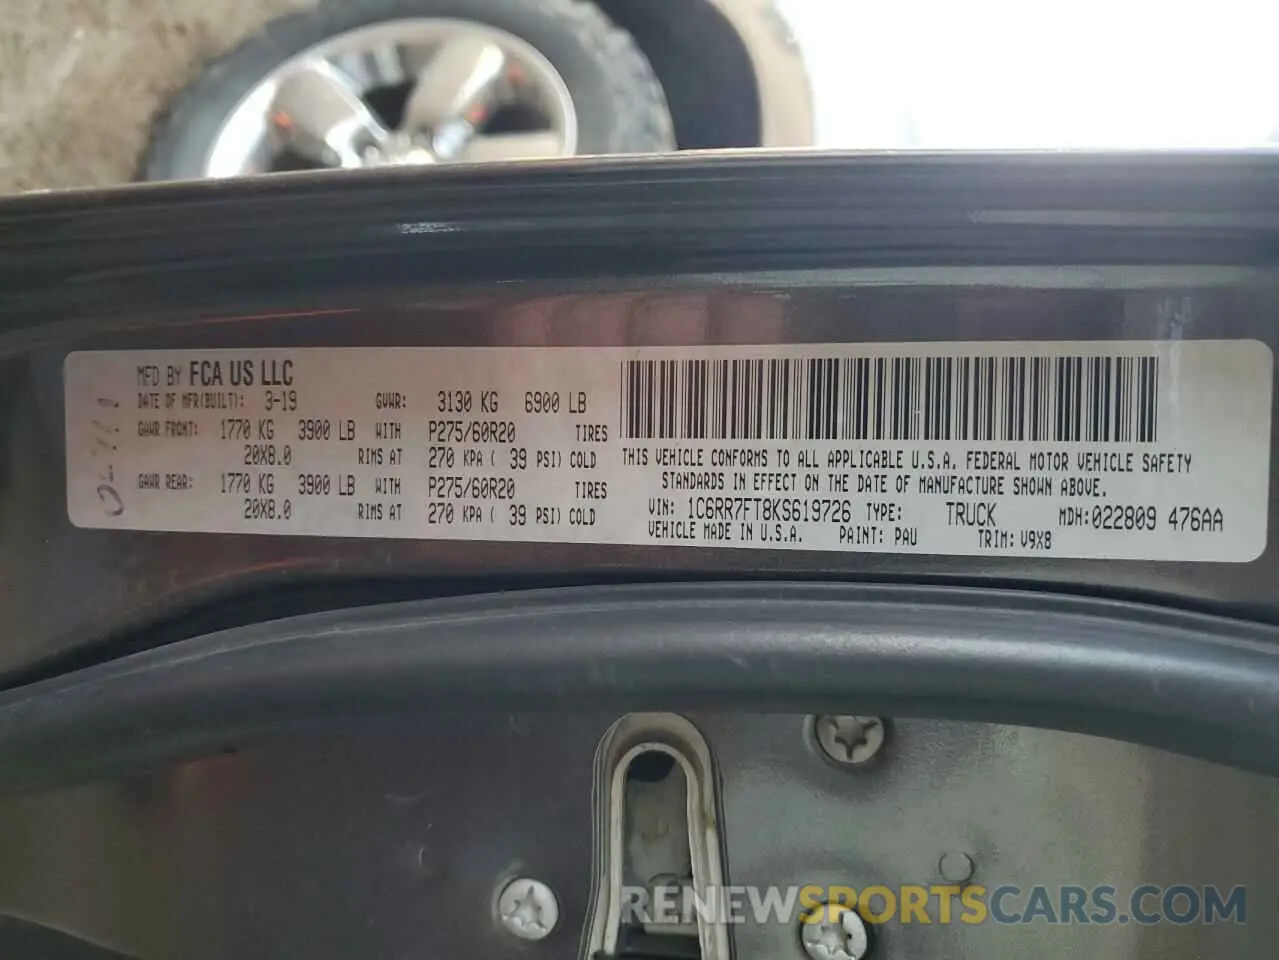 MFD BY FCA US LLC
DATE OF MFR(BUILT): 3-19 GVWR: 3130 KG 6900 LB
GAWR FRONT: 1770 KG 3900 LB WITH P275/60R20 TIRES
20X8.0 RIMS AT 270 KPA ( 39 PSI) COLD
GAWR REAR: 1770 KG 3900 LB WITH P275/60R20 TIRES
20X8.0 RIMS AT 270 KPA ( 39 PSI) COLD
THIS VEHICLE CONFORMS TO ALL APPLICABLE U.S.A. FEDERAL MOTOR VEHICLE SAFETY
STANDARDS IN EFFECT ON THE DATE OF MANUFACTURE SHOWN ABOVE.
VIN: 1C6RR7FT8KS619726 TYPE: TRUCK MDH:022809 476AA
VEHICLE MADE IN U.S.A. PAINT: PAU TRIM: V9X8
RENEWSPORTSCARS.COM